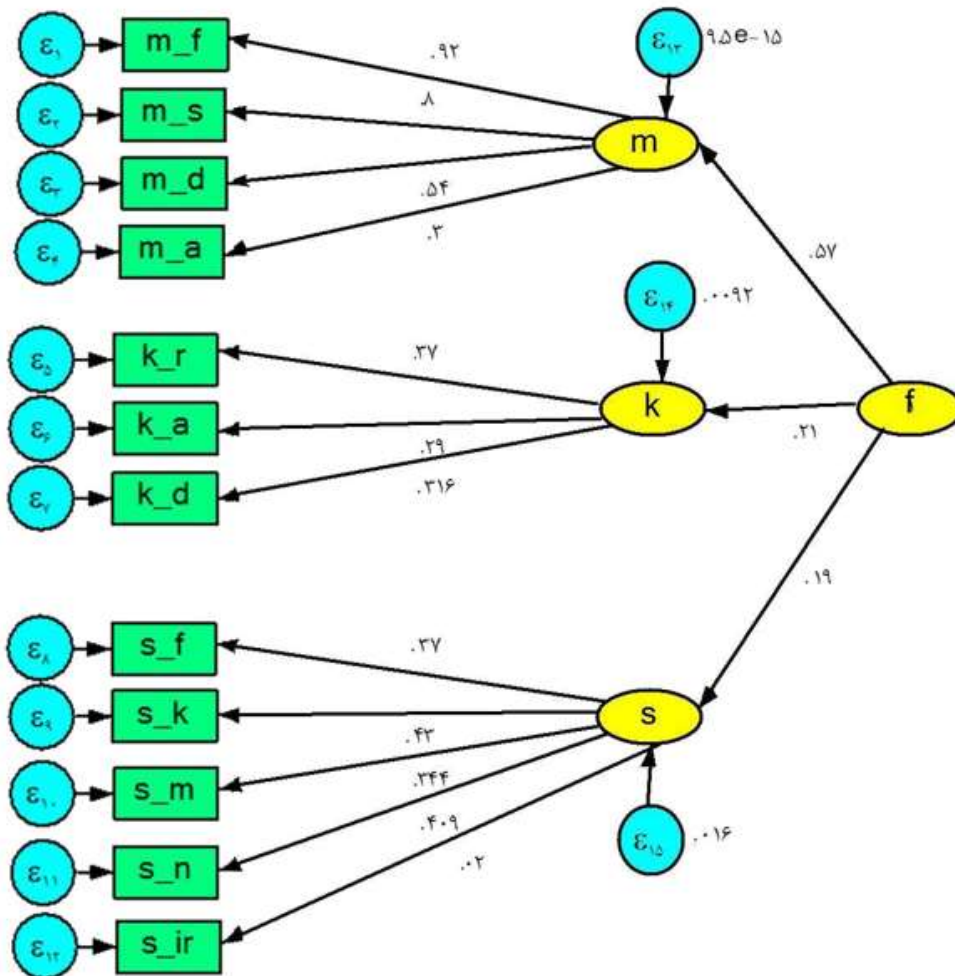 ε۱ m_f
ε۲ m_s
ε۳ m_d
ε۴ m_a
.۹۲
.۸
.۵۴
.۳
ε۱۳ ۹.۵e-۱۵
m
.۵۷
ε۱۴ .۰۰۹۲
ε۵ k_r
ε۶ k_a
ε۷ k_d
.۳۷
.۲۹
.۳۱۶
k
.۲۱
f
.۱۹
ε۸ s_f
ε۹ s_k
ε۱۰ s_m
ε۱۱ s_n
ε۱۲ s_ir
.۳۷
.۴۳
.۳۴۴
.۴۰۹
.۰۲
s
ε۱۵ .۰۱۶